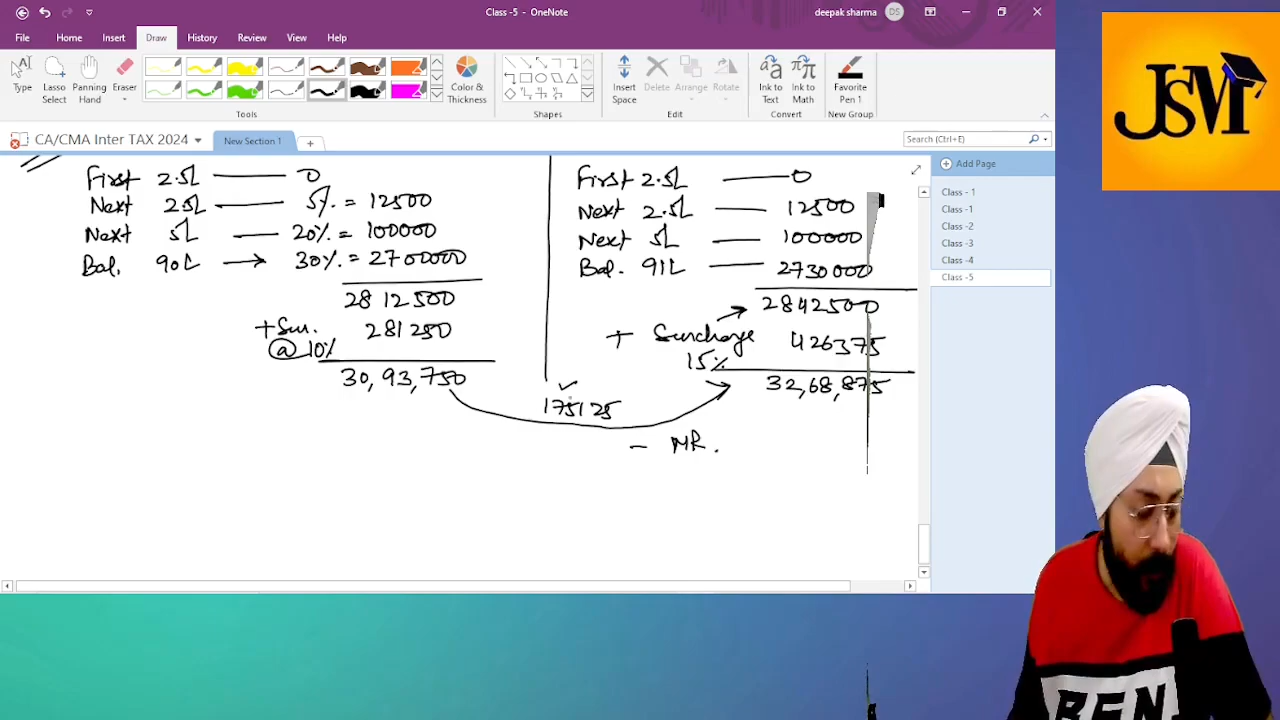 Class -5 - OneNote
deepak sharma
DS
File Home Insert Draw History Review View Help
Type
Lasso Select
Panning Hand
Eraser
Color & Thickness
Insert Space
Delete
Arrange
Rotate
Ink to Text
Ink to Math
Favorite Pen 1
Tools
Shapes
Edit
Convert
New Group
CA/CMA Inter TAX 2024
New Section 1
Search (Ctrl+E)
Add Page
Class - 1
Class -1
Class -2
Class -3
Class -4
Class -5
First 2.5L — 0
Next 2.5L — 5% = 12500
Next 5L — 20% = 100000
Bal. 90L → 30% = 2700000
2812500
+ Sur. 281250
@ 10%
30,93,750
First 2.5L — 0
Next 2.5L — 12500
Next 5L — 100000
Bal. 91L — 2730000
2842500
+ Surcharge 426375
15%
32,68,875
175125
- MR.
JSM
BEN